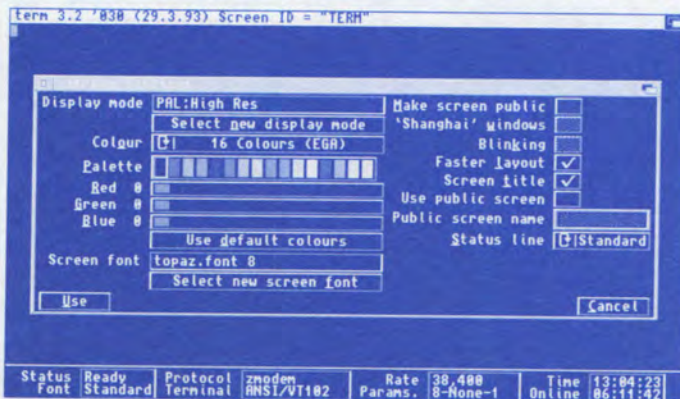 term 3.2 '030 (29.3.93) Screen ID = "TERM"
Display mode PAL:High Res
Select new display mode
Colour 16 Colours (EGA)
Palette
Red 0
Green 0
Blue 0
Use default colours
Screen font topaz.font 8
Select new screen font
Use
Make screen public
'Shanghai' windows
Blinking
Faster layout
Screen title
Use public screen
Public screen name
Status line Standard
Cancel
Status Ready Protocol zmodem Rate 38,400 Time 13:04:23
Font Standard Terminal ANSI/VT102 Params. 8-None-1 Online 06:11:42